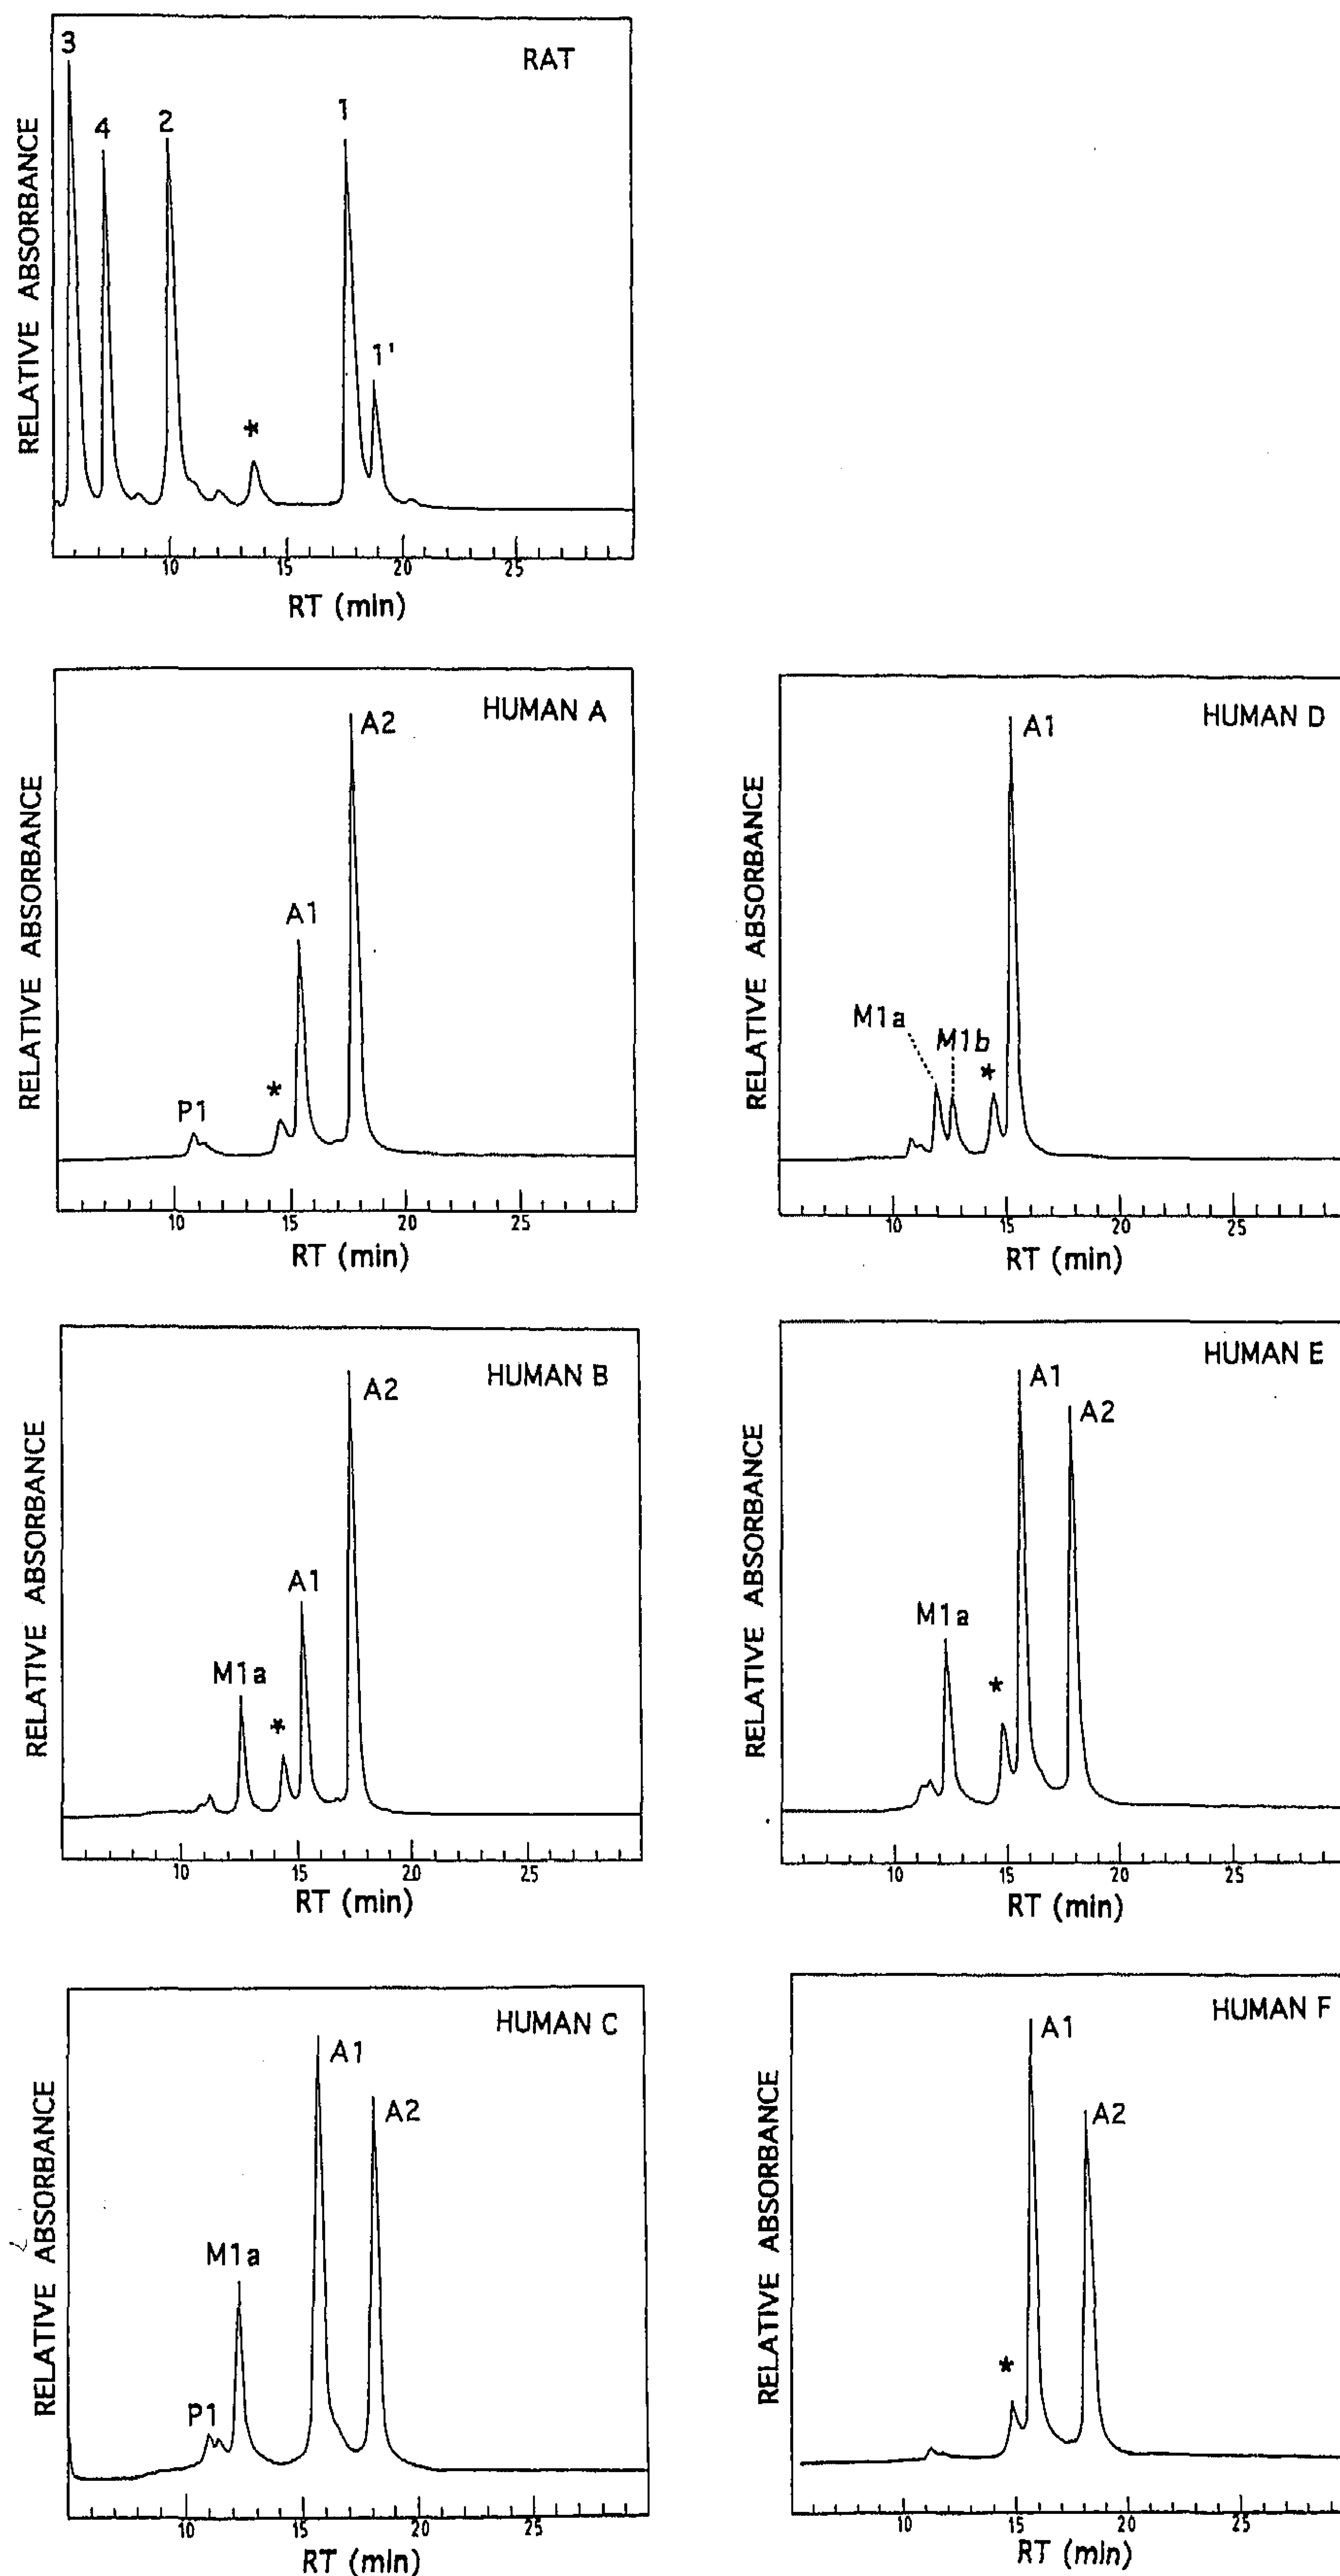 RAT
3
4
2
1
1'
*
RELATIVE ABSORBANCE
10 15 20 25
RT (min)
HUMAN A
A2
A1
*
P1
RELATIVE ABSORBANCE
10 15 20 25
RT (min)
HUMAN D
A1
M1a
M1b
*
RELATIVE ABSORBANCE
10 15 20 25
RT (min)
HUMAN B
A2
A1
M1a
*
RELATIVE ABSORBANCE
10 15 20 25
RT (min)
HUMAN E
A1
A2
M1a
*
RELATIVE ABSORBANCE
10 15 20 25
RT (min)
HUMAN C
A1
A2
M1a
P1
RELATIVE ABSORBANCE
10 15 20 25
RT (min)
HUMAN F
A1
A2
*
RELATIVE ABSORBANCE
10 15 20 25
RT (min)